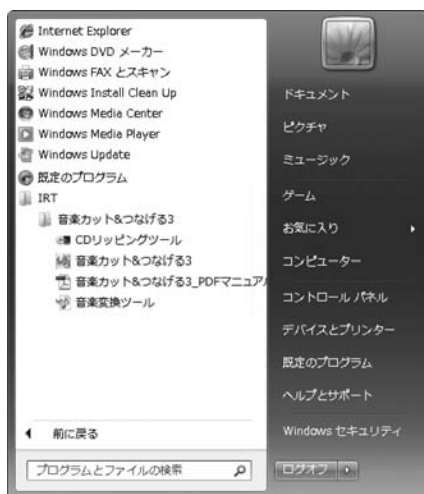 Internet Explorer
Windows DVD メーカー
Windows FAX とスキャン
Windows Install Clean Up
Windows Media Center
Windows Media Player
Windows Update
既定のプログラム
IRT
音楽カット&つなげる3
CDリッピングツール
音楽カット&つなげる3
音楽カット&つなげる3_PDFマニュアル
音楽変換ツール
前に戻る
プログラムとファイルの検索
ドキュメント
ピクチャ
ミュージック
ゲーム
お気に入り
コンピューター
コントロール パネル
デバイスとプリンター
既定のプログラム
ヘルプとサポート
Windows セキュリティ
ログオフ